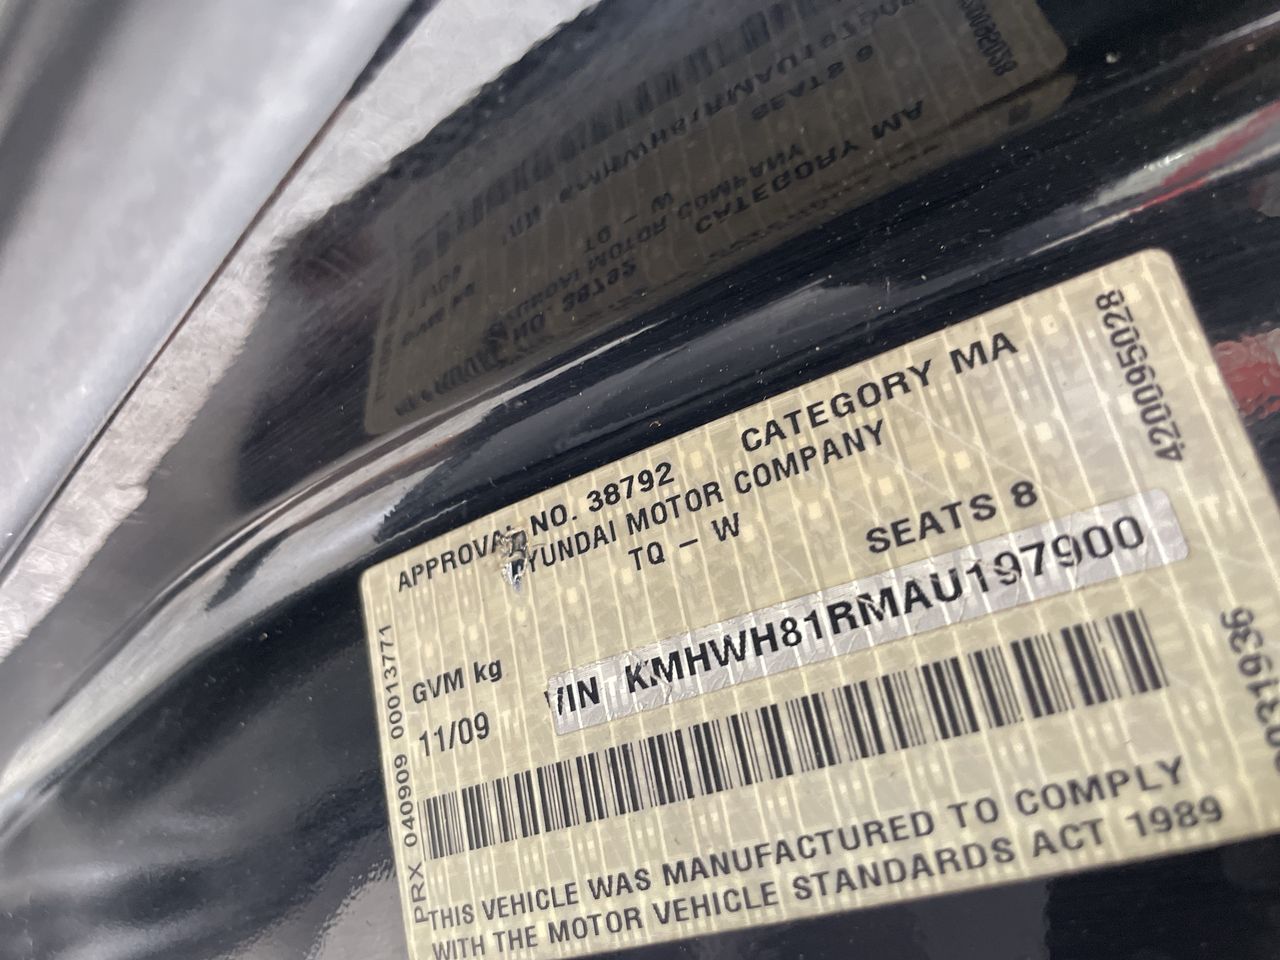 APPROVAL NO. 38792 CATEGORY MA
HYUNDAI MOTOR COMPANY
TQ – W
SEATS 8
GVM kg
VIN KMHWH81RMAU197900
11/09
THIS VEHICLE WAS MANUFACTURED TO COMPLY
WITH THE MOTOR VEHICLE STANDARDS ACT 1989
PRX 040909 00013771
4200095028